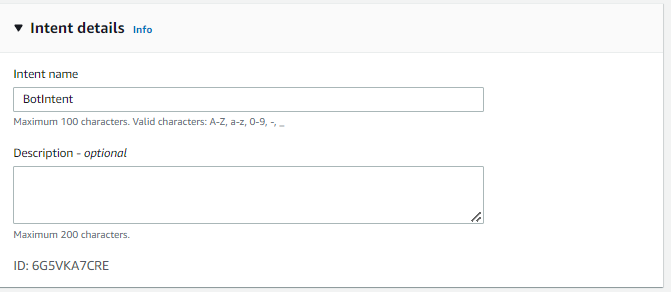 Intent details Info
Intent name
BotIntent
Maximum 100 characters. Valid characters: A-Z, a-z, 0-9, -, _
Description - optional
Maximum 200 characters.
ID: 6G5VKA7CRE